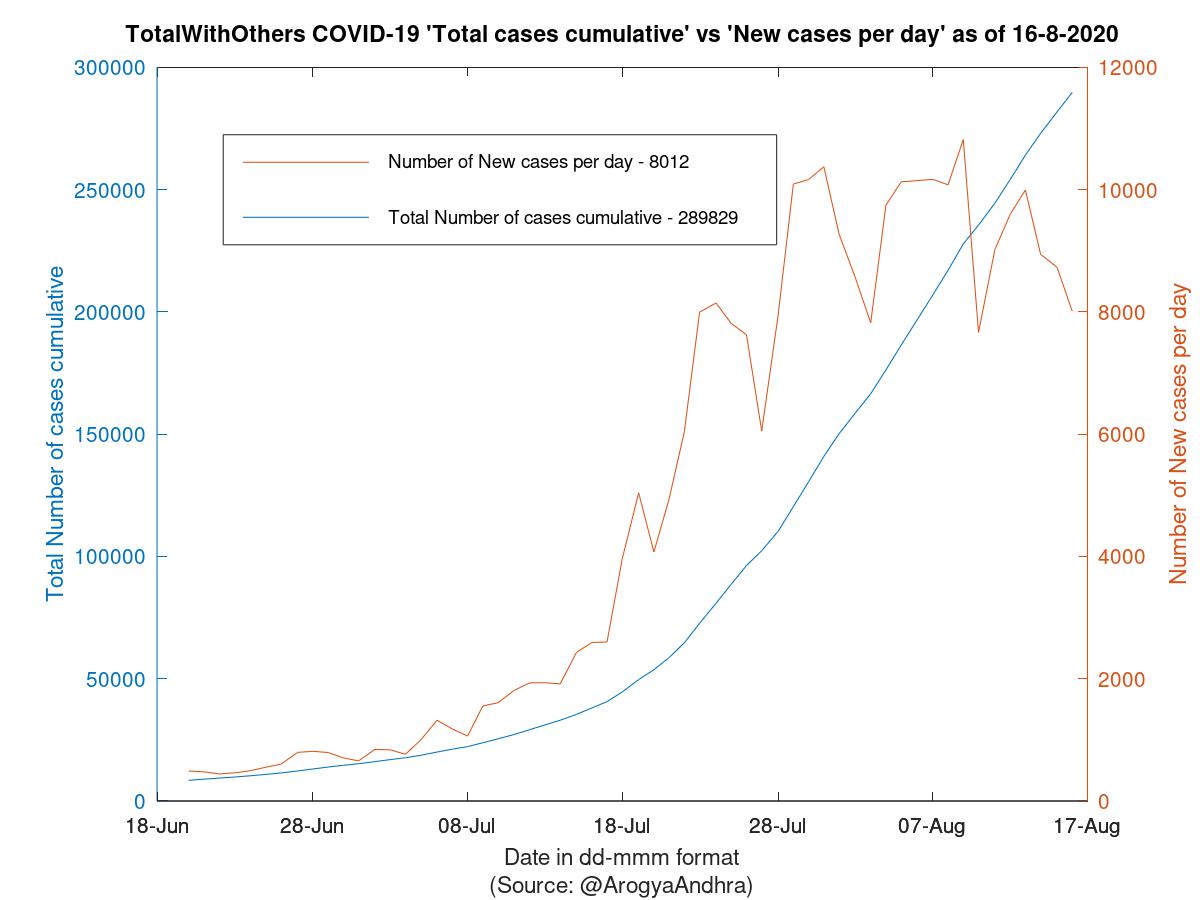 TotalWithOthers COVID-19 'Total cases cumulative' vs 'New cases per day' as of 16-8-2020
300000
250000
200000
150000
100000
50000
0
Total Number of cases cumulative
12000
10000
8000
6000
4000
2000
0
Number of New cases per day
Number of New cases per day - 8012
Total Number of cases cumulative - 289829
18-Jun 28-Jun 08-Jul 18-Jul 28-Jul 07-Aug 17-Aug
Date in dd-mmm format
(Source: @ArogyaAndhra)